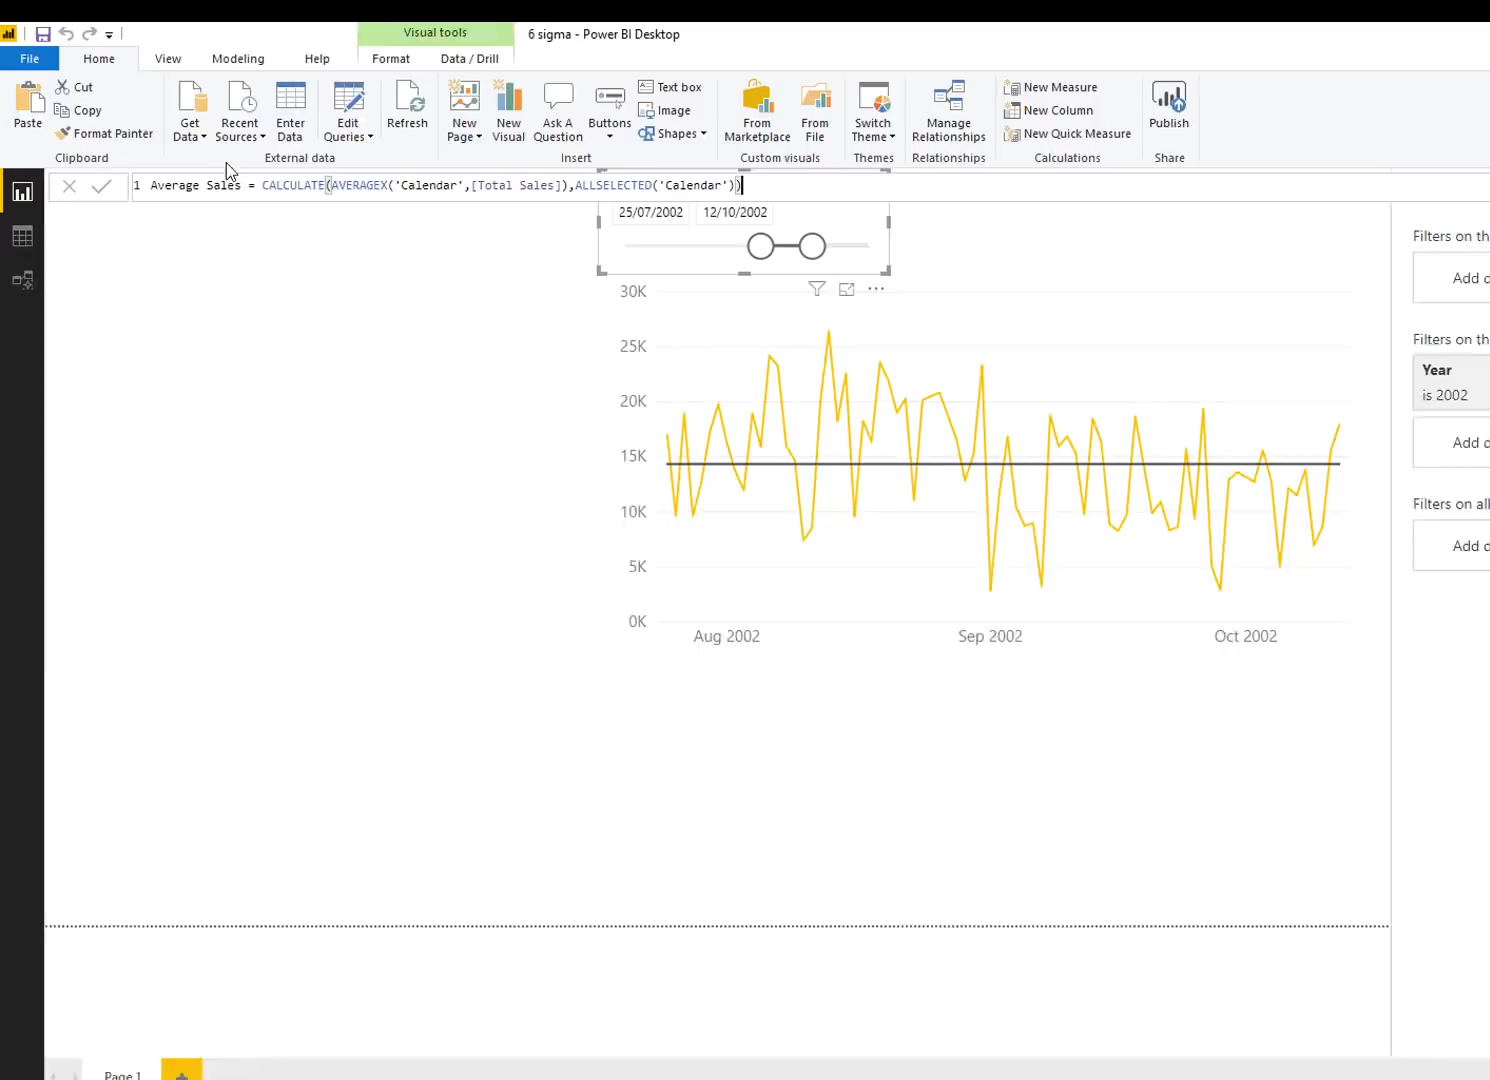 Visual tools
6 sigma - Power BI Desktop
File Home View Modeling Help Format Data / Drill
Paste
Cut
Copy
Format Painter
Clipboard
Get Data
Recent Sources
Enter Data
Edit Queries
External data
Refresh
New Page
New Visual
Ask A Question
Buttons
Text box
Image
Shapes
Insert
From Marketplace
From File
Custom visuals
Switch Theme
Themes
Manage Relationships
Relationships
New Measure
New Column
New Quick Measure
Calculations
Publish
Share
1 Average Sales = CALCULATE(AVERAGEX('Calendar',[Total Sales]),ALLSELECTED('Calendar'))
25/07/2002 12/10/2002
30K
25K
20K
15K
10K
5K
0K
Aug 2002 Sep 2002 Oct 2002
Filters on th
Add d
Filters on th
Year
is 2002
Add d
Filters on all
Add d
Page 1